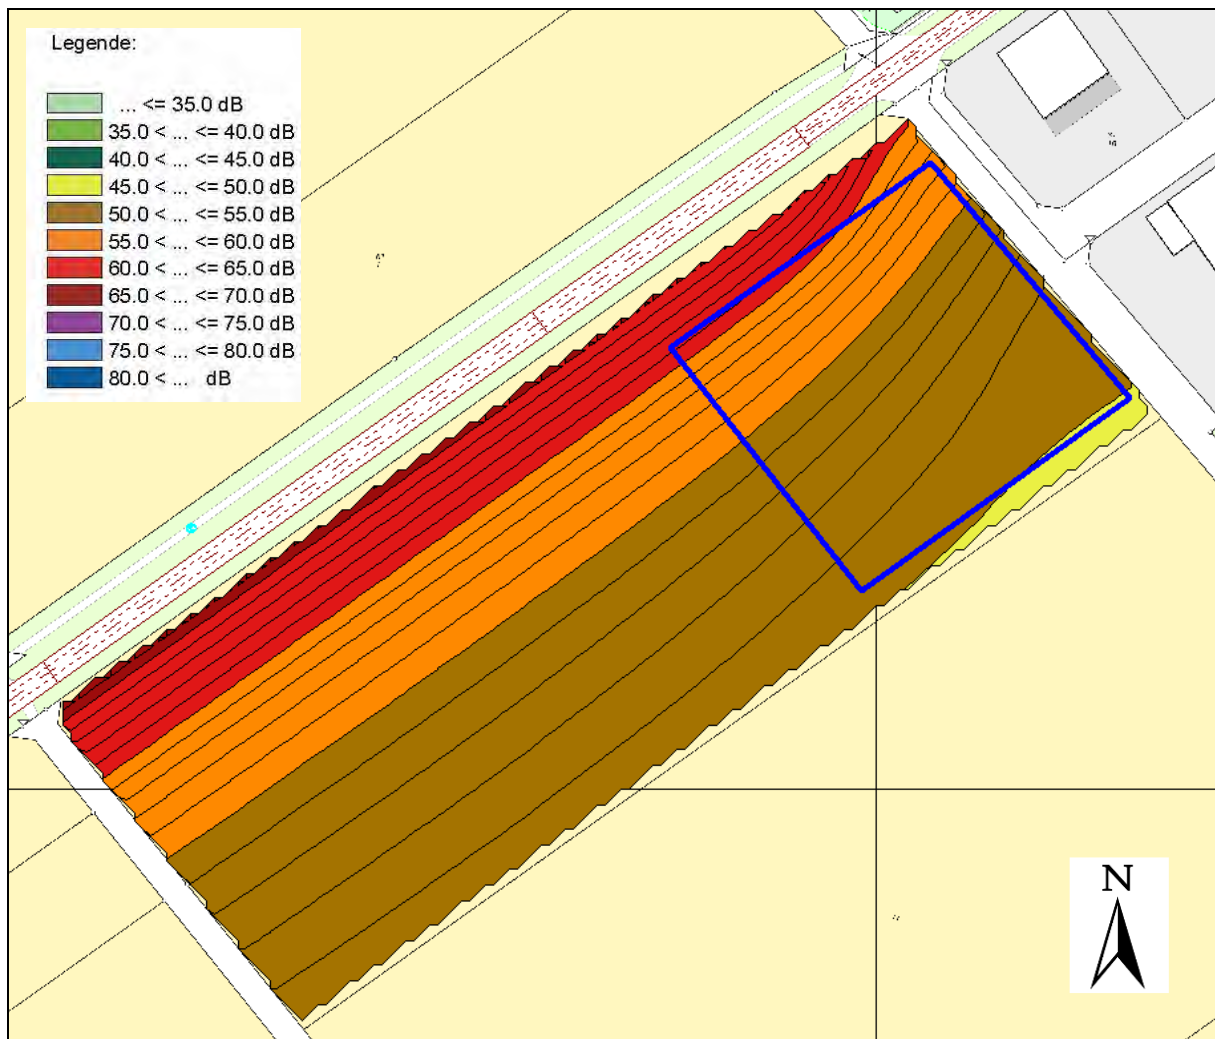 Legende:
... <= 35.0 dB
35.0 < ... <= 40.0 dB
40.0 < ... <= 45.0 dB
45.0 < ... <= 50.0 dB
50.0 < ... <= 55.0 dB
55.0 < ... <= 60.0 dB
60.0 < ... <= 65.0 dB
65.0 < ... <= 70.0 dB
70.0 < ... <= 75.0 dB
75.0 < ... <= 80.0 dB
80.0 < ... dB
N